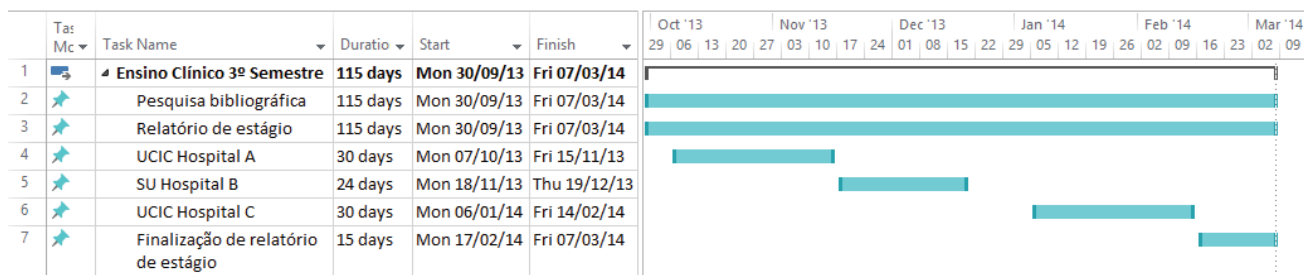 Oct '13 Nov '13 Dec '13 Jan '14 Feb '14 Mar '14
Tas
Mc Task Name Duratio Start Finish 29 06 13 20 27 03 10 17 24 01 08 15 22 29 05 12 19 26 02 09 16 23 02 09
1 Ensino Clínico 3º Semestre 115 days Mon 30/09/13 Fri 07/03/14
2 Pesquisa bibliográfica 115 days Mon 30/09/13 Fri 07/03/14
3 Relatório de estágio 115 days Mon 30/09/13 Fri 07/03/14
4 UCIC Hospital A 30 days Mon 07/10/13 Fri 15/11/13
5 SU Hospital B 24 days Mon 18/11/13 Thu 19/12/13
6 UCIC Hospital C 30 days Mon 06/01/14 Fri 14/02/14
7 Finalização de relatório 15 days Mon 17/02/14 Fri 07/03/14
de estágio